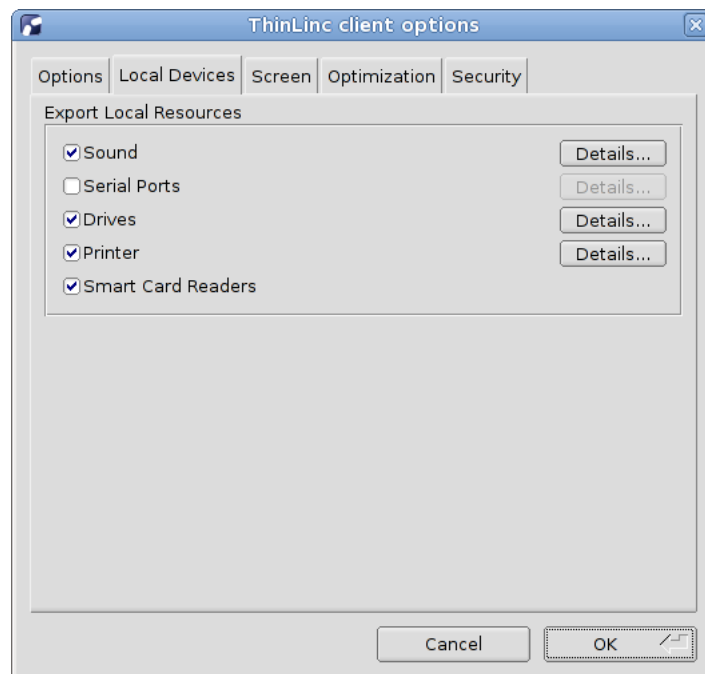 ThinLinc client options
Options Local Devices Screen Optimization Security
Export Local Resources
Sound Details...
Serial Ports Details...
Drives Details...
Printer Details...
Smart Card Readers
Cancel OK